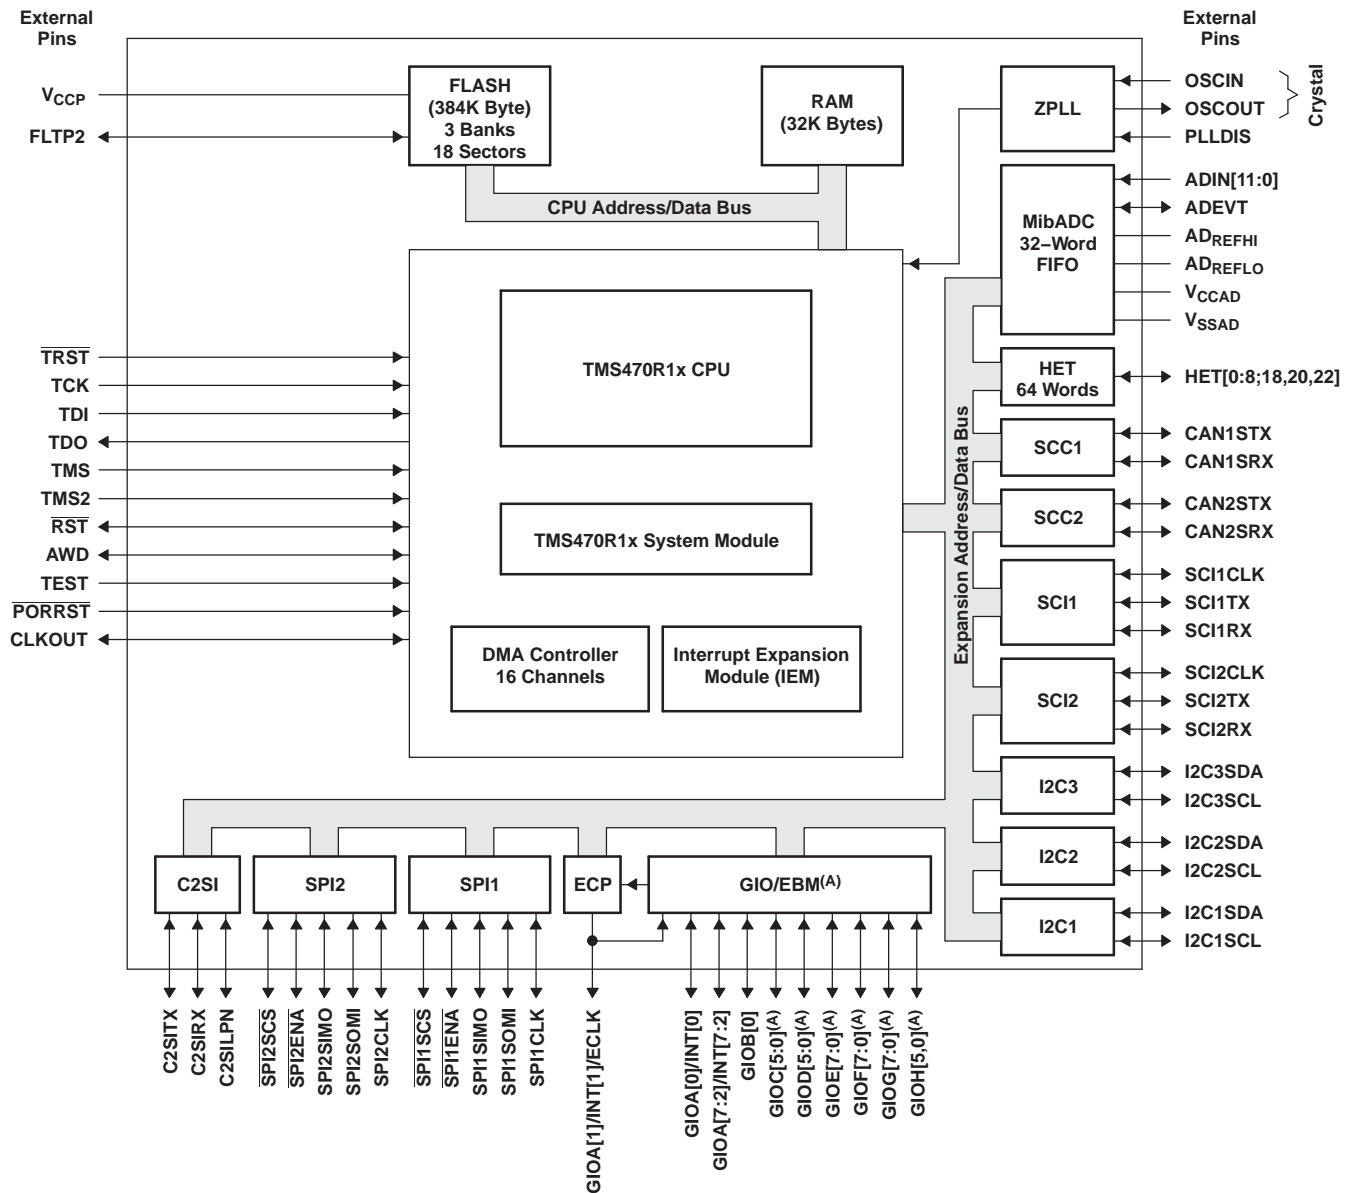 External
Pins
External
Pins
VCCP
FLTP2
FLASH
(384K Byte)
3 Banks
18 Sectors
RAM
(32K Bytes)
ZPLL
OSCIN
OSCOUT
PLLDIS
Crystal
CPU Address/Data Bus
MibADC
32–Word
FIFO
ADIN[11:0]
ADEVT
ADREFHI
ADREFLO
VCCAD
VSSAD
TRST
TCK
TDI
TDO
TMS
TMS2
RST
AWD
TEST
PORRST
CLKOUT
TMS470R1x CPU
TMS470R1x System Module
DMA Controller
16 Channels
Interrupt Expansion
Module (IEM)
Expansion Address/Data Bus
HET
64 Words
HET[0:8;18,20,22]
SCC1
CAN1STX
CAN1SRX
SCC2
CAN2STX
CAN2SRX
SCI1
SCI1CLK
SCI1TX
SCI1RX
SCI2
SCI2CLK
SCI2TX
SCI2RX
I2C3
I2C3SDA
I2C3SCL
I2C2
I2C2SDA
I2C2SCL
I2C1
I2C1SDA
I2C1SCL
C2SI
SPI2
SPI1
ECP
GIO/EBM(A)
C2SITX
C2SIRX
C2SILPN
SPI2SCS
SPI2ENA
SPI2SIMO
SPI2SOMI
SPI2CLK
SPI1SCS
SPI1ENA
SPI1SIMO
SPI1SOMI
SPI1CLK
GIOA[1]/INT[1]/ECLK
GIOA[0]/INT[0]
GIOA[7:2]/INT[7:2]
GIOB[0]
GIOC[5:0](A)
GIOD[5:0](A)
GIOE[7:0](A)
GIOF[7:0](A)
GIOG[7:0](A)
GIOH[5,0](A)